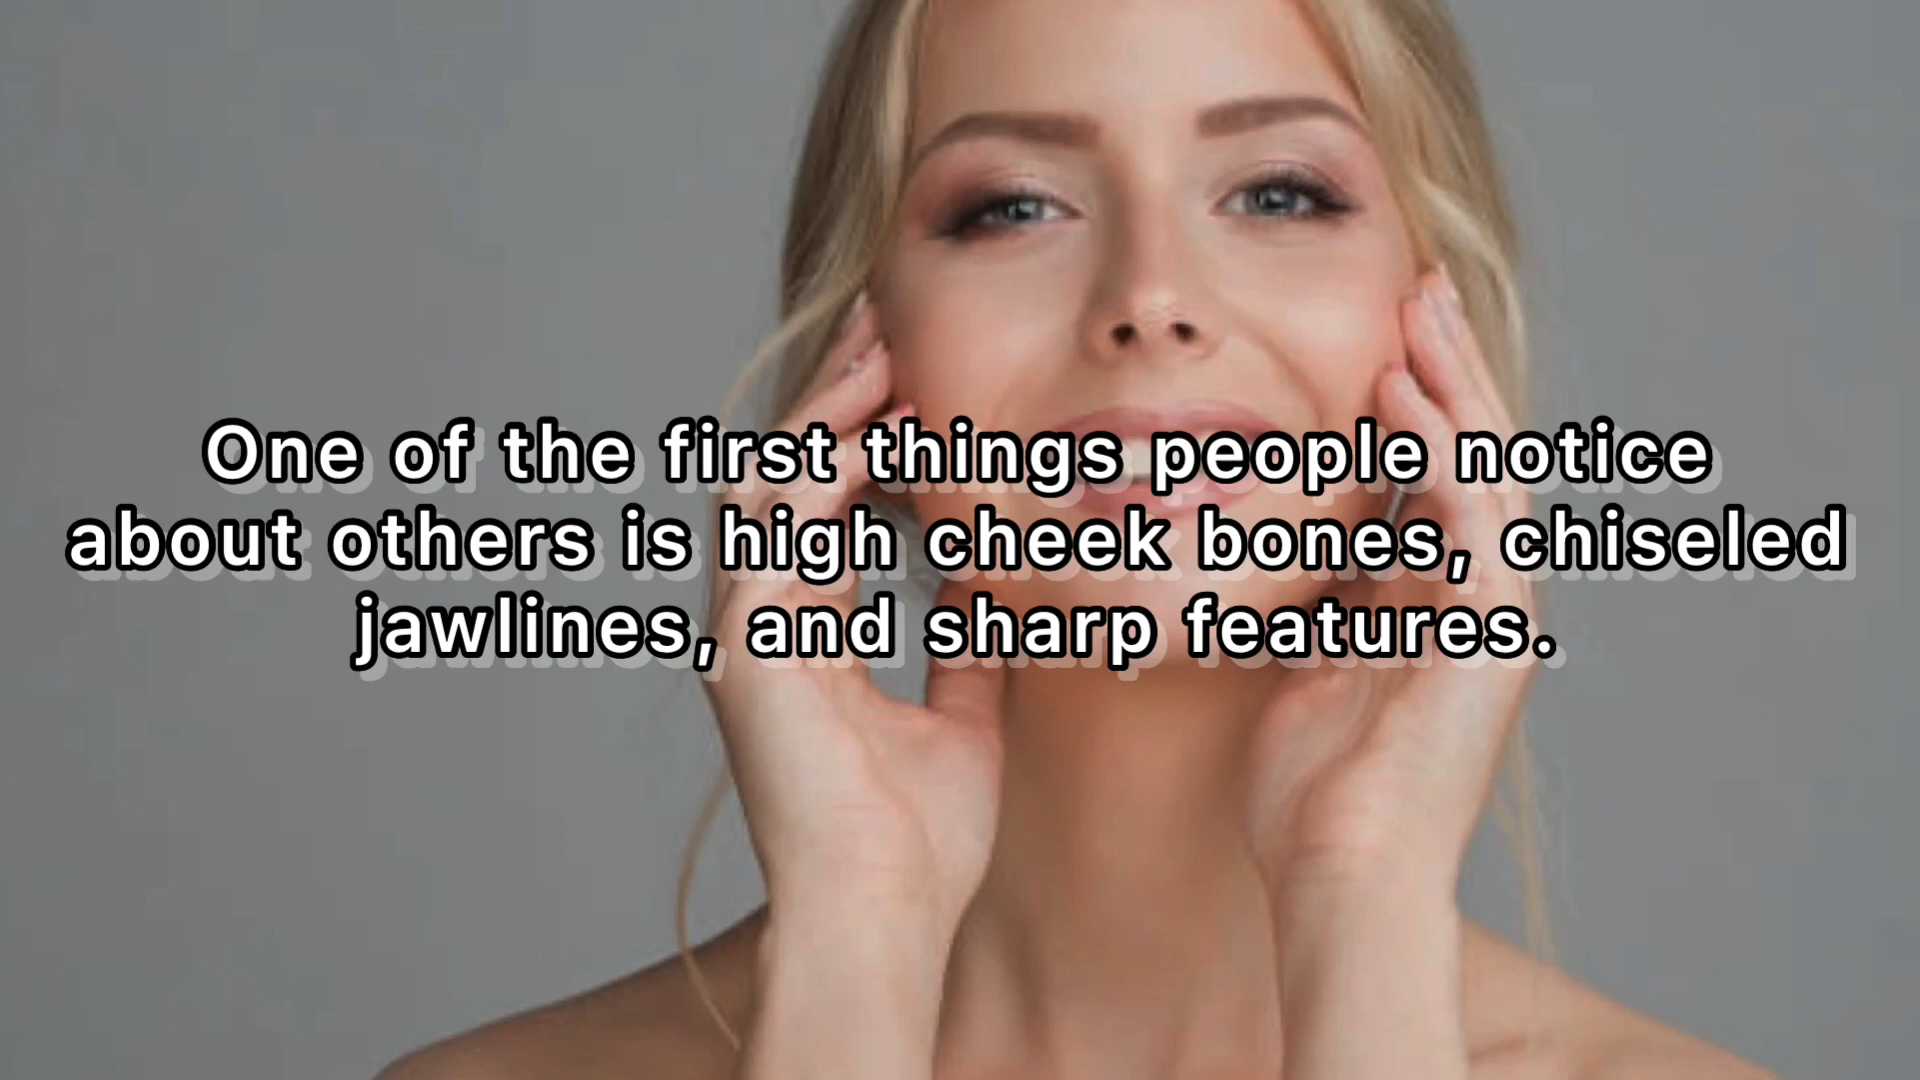 One of the first things people notice
about others is high cheek bones, chiseled
jawlines, and sharp features.